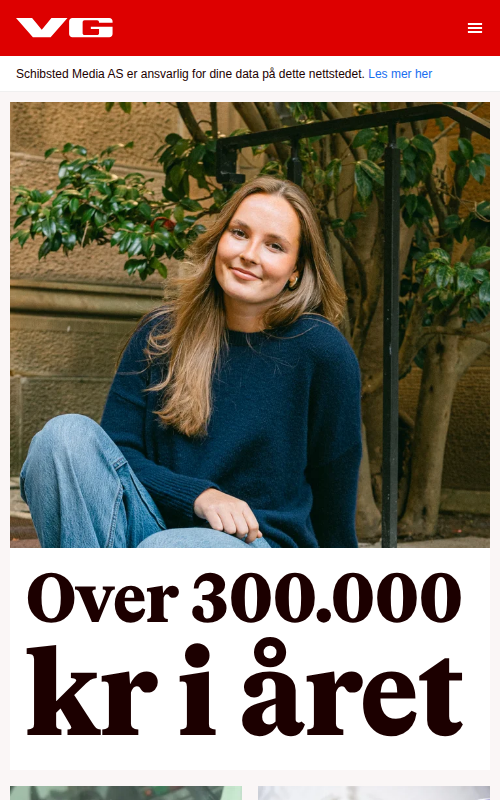 VG
Schibsted Media AS er ansvarlig for dine data på dette nettstedet. Les mer her
Over 300.000
kr i året